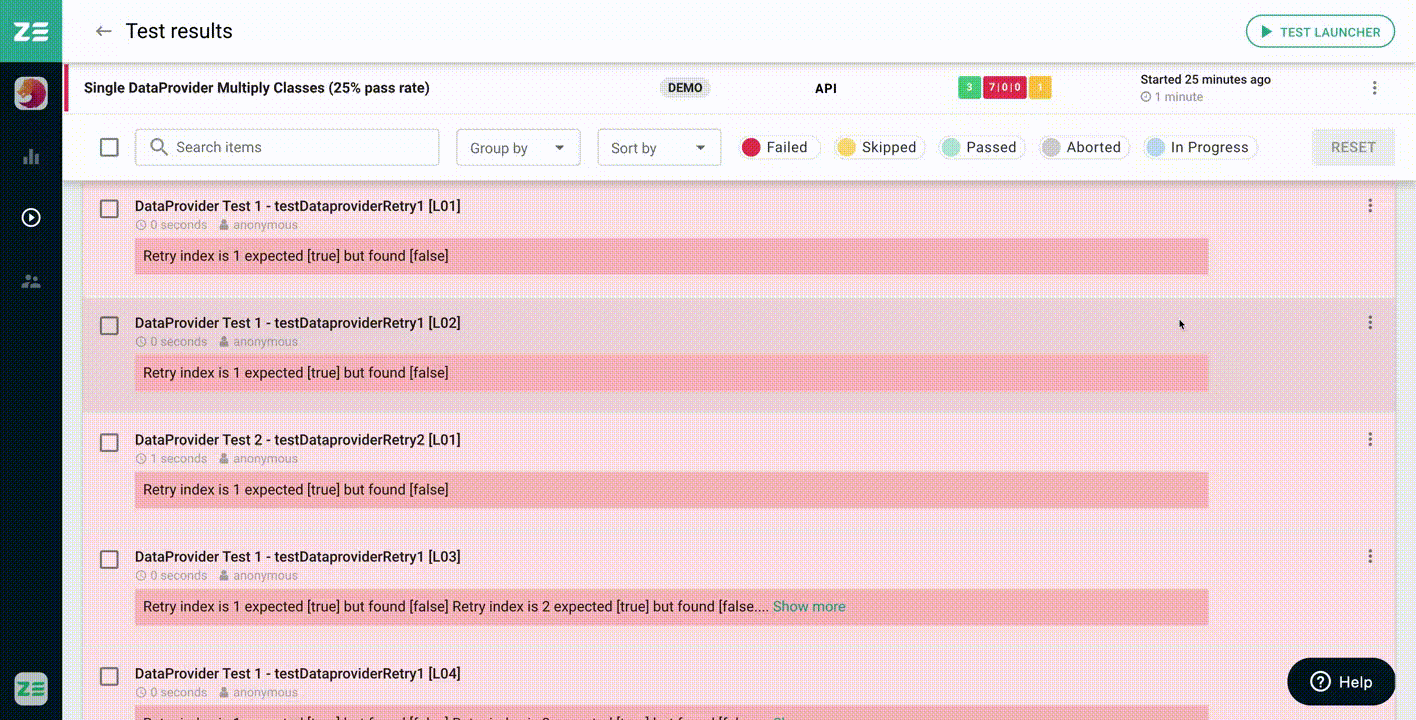 ZE
Test results
TEST LAUNCHER
Single DataProvider Multiply Classes (25% pass rate)
DEMO
API
3
7|0|0
1
Started 25 minutes ago
1 minute
Search items
Group by
Sort by
Failed
Skipped
Passed
Aborted
In Progress
RESET
DataProvider Test 1 - testDataproviderRetry1 [L01]
0 seconds anonymous
Retry index is 1 expected [true] but found [false]
DataProvider Test 1 - testDataproviderRetry1 [L02]
0 seconds anonymous
Retry index is 1 expected [true] but found [false]
DataProvider Test 2 - testDataproviderRetry2 [L01]
1 seconds anonymous
Retry index is 1 expected [true] but found [false]
DataProvider Test 1 - testDataproviderRetry1 [L03]
0 seconds anonymous
Retry index is 1 expected [true] but found [false] Retry index is 2 expected [true] but found [false.... Show more
DataProvider Test 1 - testDataproviderRetry1 [L04]
0 seconds anonymous
ZE
Help